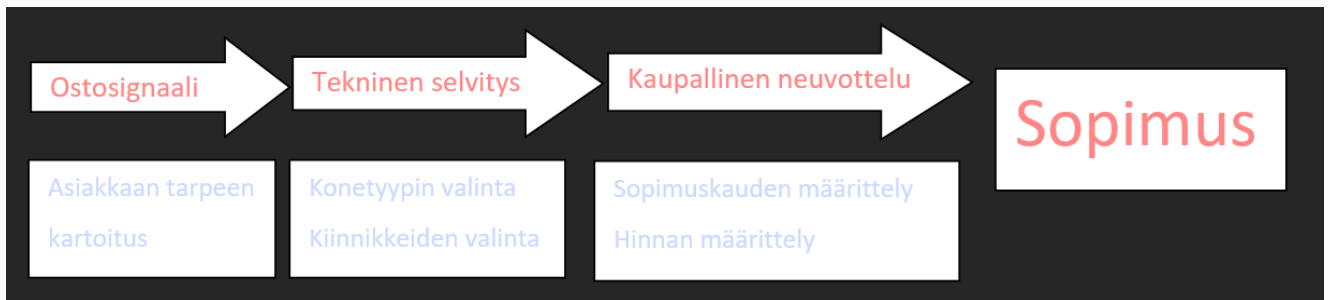 Ostosignaali
Tekninen selvitys
Kaupallinen neuvottelu
Sopimus
Asiakkaan tarpeen
kartoitus
Konetyypin valinta
Kiinnikkeiden valinta
Sopimuskauden määrittely
Hinnan määrittely